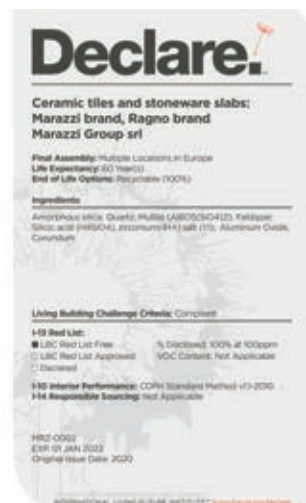 Declare.
Ceramic tiles and stoneware slabs:
Marazzi brand, Ragno brand
Marazzi Group srl
Final Assembly: Multiple Locations in Europe
Life Expectancy: 60 Year(s)
End of Life Options: Recyclable (100%)
Ingredients:
Amorphous silica; Quartz; Mullite (Al6O5(SiO4)2); Feldspar;
Silicic acid (H4SiO4), zirconium(4+) salt (1:1); Aluminum Oxide;
Corundum
Living Building Challenge Criteria: Compliant
I-13 Red List:
■ LBC Red List Free % Disclosed: 100% at 100ppm
□ LBC Red List Approved VOC Content: Not Applicable
□ Declared
I-10 Interior Performance: CDPH Standard Method v1.1-2010
I-14 Responsible Sourcing: Not Applicable
MRZ-0002
EXP. 01 JAN 2022
Original Issue Date: 2020
INTERNATIONAL LIVING FUTURE INSTITUTE